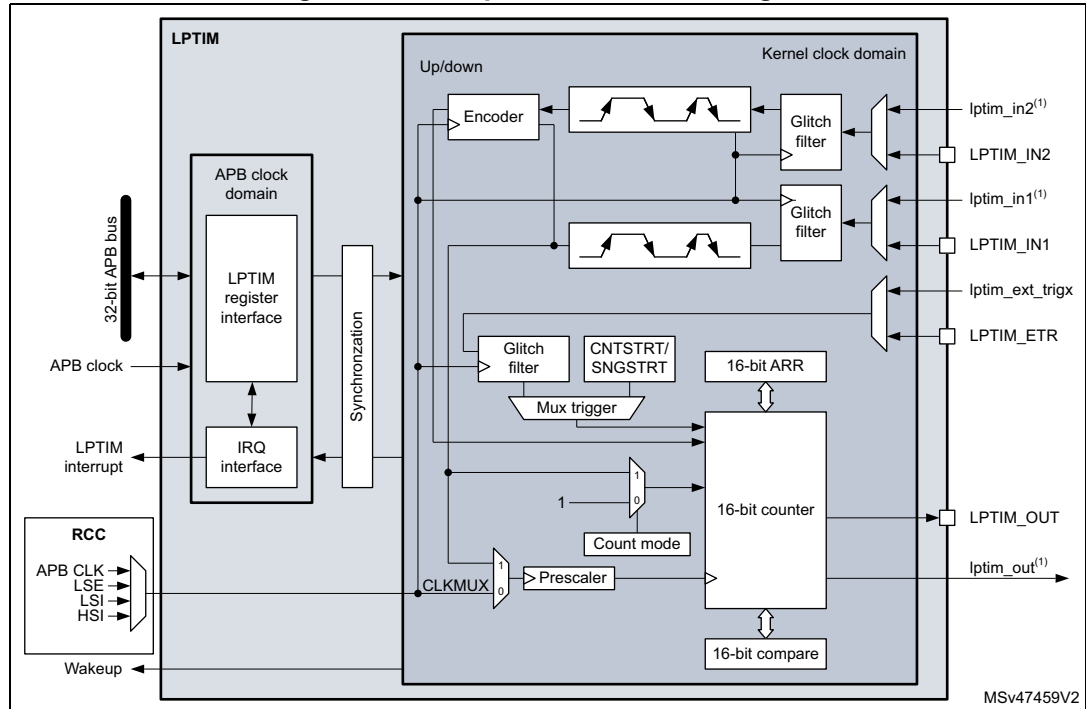 LPTIM
Kernel clock domain
Up/down
Encoder
Glitch
filter
lptim_in2(1)
LPTIM_IN2
APB clock
domain
Glitch
filter
lptim_in1(1)
LPTIM_IN1
32-bit APB bus
LPTIM
register
interface
Synchronization
lptim_ext_trigx
LPTIM_ETR
APB clock
Glitch
filter
CNTSTRT/
SNGSTRT
16-bit ARR
Mux trigger
LPTIM
interrupt
IRQ
interface
1
1
0
16-bit counter
LPTIM_OUT
Count mode
RCC
APB CLK
LSE
LSI
HSI
CLKMUX
1
0
Prescaler
lptim_out(1)
16-bit compare
Wakeup
MSv47459V2